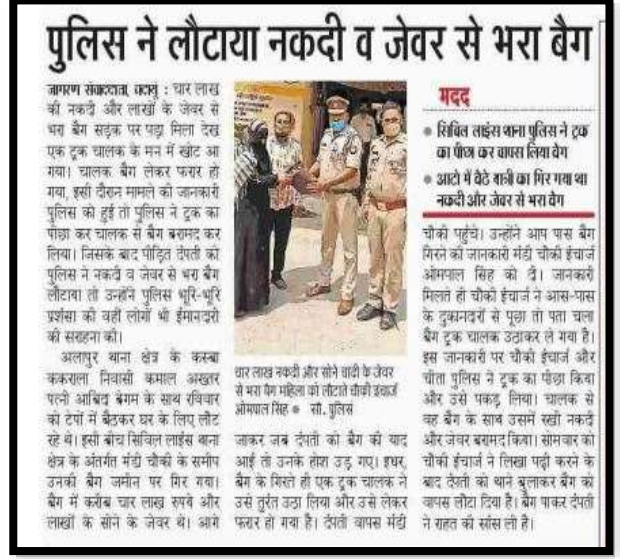 पुलिस ने लौटाया नकदी व जेवर से भरा बैग
जागरण संवाददाता, बदायूं : चार लाख
की नकदी और लाखों के जेवर से
भरा बैग सड़क पर पड़ा मिला देख
एक ट्रक चालक के मन में खोट आ
गया। चालक बैग लेकर फरार हो
गया, इसी दौरान मामले की जानकारी
पुलिस को हुई तो पुलिस ने ट्रक का
पीछा कर चालक से बैग बरामद कर
लिया। जिसके बाद पीड़ित दंपती को
पुलिस ने नकदी व जेवर से भरा बैग
लौटाया तो उन्होंने पुलिस भूरि-भूरि
प्रशंसा की वहीं लोगों भी ईमानदारी
की सराहना की।
अलापुर थाना क्षेत्र के कस्बा
ककराला निवासी कमाल अख्तर
पत्नी आबिद बेगम के साथ रविवार
को टेंपों में बैठकर घर के लिए लौट
रहे थे। इसी बीच सिविल लाइंस थाना
क्षेत्र के अंतर्गत मंडी चौकी के समीप
उनकी बैग जमीन पर गिर गया।
बैग में करीब चार लाख रुपये और
लाखों के सोने के जेवर थे। आगे
चार लाख नकदी और सोने चांदी के जेवर
से भरा बैग महिला को लौटाते चौकी इंचार्ज
ओमपाल सिंह ● सौ. पुलिस
जाकर जब दंपती को बैग की याद
आई तो उनके होश उड़ गए। इधर,
बैग के गिरते ही एक ट्रक चालक ने
उसे तुरंत उठा लिया और उसे लेकर
फरार हो गया है। दंपती वापस मंडी
मदद
● सिविल लाईंस थाना पुलिस ने ट्रक
का पीछा कर वापस लिया बैग
● आटो में बैठे यात्री का गिर गया था
नकदी और जेवर से भरा बैग
चौकी पहुंचे। उन्होंने आप पास बैग
गिरने की जानकारी मंडी चौकी इंचार्ज
ओमपाल सिंह को दी। जानकारी
मिलते ही चौकी इंचार्ज ने आस-पास
के दुकानदारों से पूछा तो पता चला
बैग ट्रक चालक उठाकर ले गया है।
इस जानकारी पर चौकी इंचार्ज और
चीता पुलिस ने ट्रक का पीछा किया
और उसे पकड़ लिया। चालक से
वह बैग के साथ उसमें रखी नकदी
और जेवर बरामद किया। सोमवार को
चौकी इंचार्ज ने लिखा पढ़ी करने के
बाद दंपती को थाने बुलाकर बैग को
वापस लौटा दिया है। बैग पाकर दंपती
ने राहत की सांस ली है।